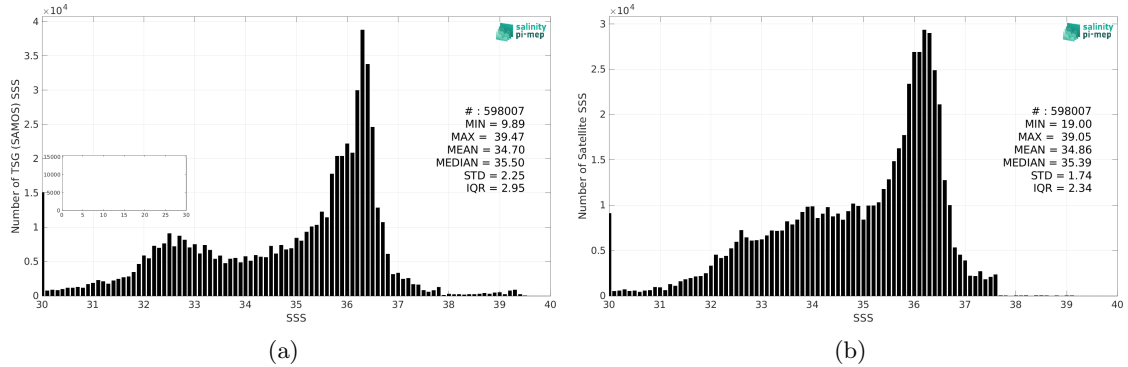 ×10⁴
4
3.5
3
2.5
2
1.5
1
0.5
0
Number of TSG (SAMOS) SSS
salinity
pi-mep
# : 598007
MIN = 9.89
MAX = 39.47
MEAN = 34.70
MEDIAN = 35.50
STD = 2.25
IQR = 2.95
15000
10000
5000
0
0 5 10 15 20 25 30
30 31 32 33 34 35 36 37 38 39 40
SSS
(a)
×10⁴
3
2.5
2
1.5
1
0.5
0
Number of Satellite SSS
salinity
pi-mep
# : 598007
MIN = 19.00
MAX = 39.05
MEAN = 34.86
MEDIAN = 35.39
STD = 1.74
IQR = 2.34
30 31 32 33 34 35 36 37 38 39 40
SSS
(b)